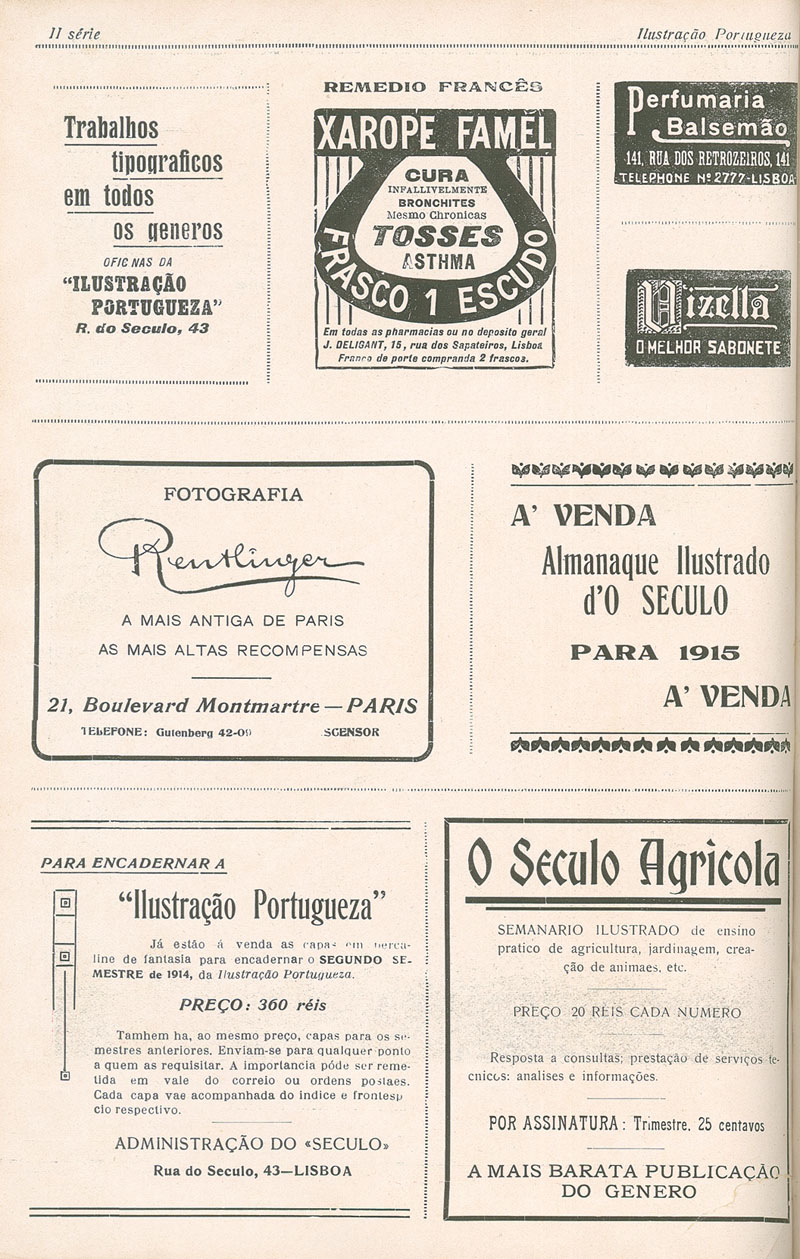 II série
Ilustração Portugueza
Trabalhos
tipograficos
em todos
os generos
OFICINAS DA
“ILUSTRAÇÃO
PORTUGUEZA”
R. do Seculo, 43
REMEDIO FRANCÊS
XAROPE FAMEL
CURA
INFALLIVELMENTE
BRONCHITES
Mesmo Chronicas
TOSSES
ASTHMA
FRASCO 1 ESCUDO
Em todas as pharmacias ou no deposito geral
J. DELIGANT, 15, rua dos Sapateiros, Lisboa
Franco de porte compranda 2 frascos.
Perfumaria
Balsemão
141, RUA DOS RETROZEIROS, 141
TELEPHONE Nº 2777-LISBOA
Nizella
O MELHOR SABONETE
FOTOGRAFIA
Reutlinger
A MAIS ANTIGA DE PARIS
AS MAIS ALTAS RECOMPENSAS
21, Boulevard Montmartre — PARIS
TELEFONE: Gutenberg 42-09 SCENSOR
A' VENDA
Almanaque Ilustrado
d'O SECULO
PARA 1915
A' VENDA
PARA ENCADERNAR A
“Ilustração Portugueza”
Já estão á venda as capas em perca-
line de fantasia para encadernar o SEGUNDO SE-
MESTRE de 1914, da Ilustração Portugueza.
PREÇO: 360 réis
Tambem ha, ao mesmo preço, capas para os se-
mestres anteriores. Enviam-se para qualquer ponto
a quem as requisitar. A importancia póde ser reme-
tida em vale do correio ou ordens postaes.
Cada capa vae acompanhada do indice e frontesp
cio respectivo.
ADMINISTRAÇÃO DO «SECULO»
Rua do Seculo, 43—LISBOA
O Seculo Agricola
SEMANARIO ILUSTRADO de ensino
pratico de agricultura, jardinagem, crea-
ção de animaes, etc.
PREÇO 20 RÉIS CADA NUMERO
Resposta a consultas; prestação de serviços te-
cnicos: analises e informações.
POR ASSINATURA: Trimestre, 25 centavos
A MAIS BARATA PUBLICAÇÃO
DO GENERO